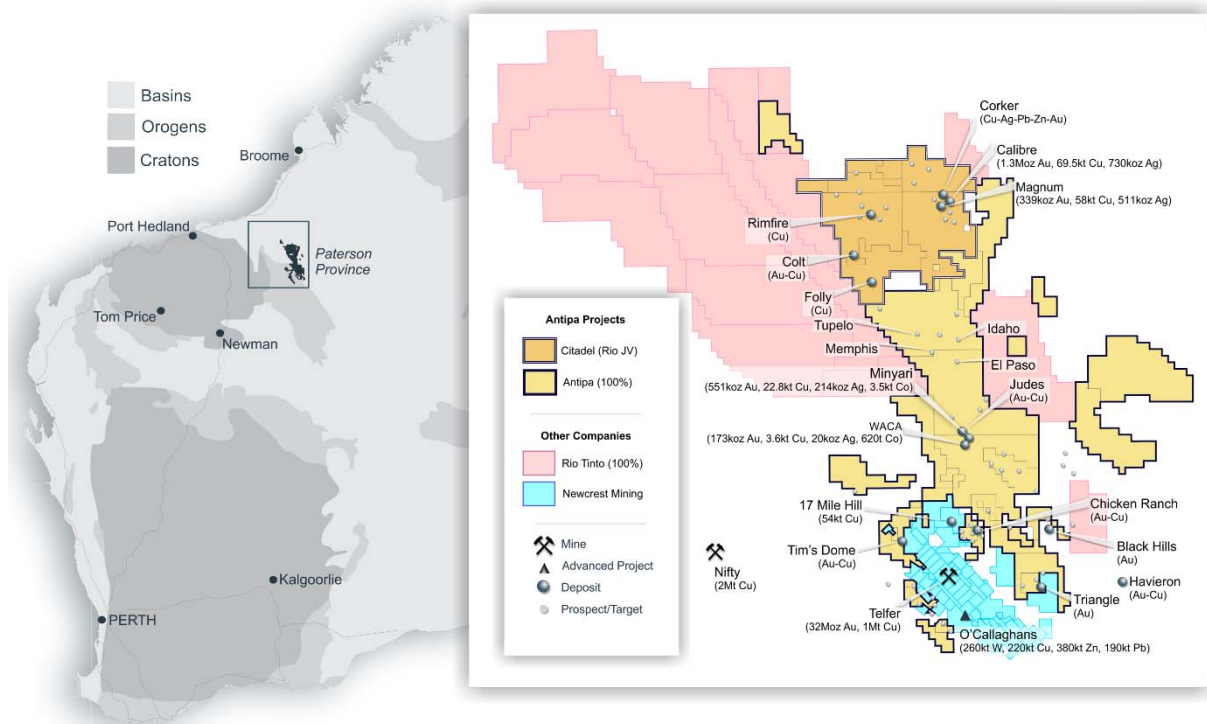 Basins
Orogens
Cratons
Broome
Port Hedland
Paterson
Province
Tom Price
Newman
Kalgoorlie
PERTH
Corker
(Cu-Ag-Pb-Zn-Au)
Calibre
(1.3Moz Au, 69.5kt Cu, 730koz Ag)
Magnum
(339koz Au, 58kt Cu, 511koz Ag)
Rimfire
(Cu)
Colt
(Au-Cu)
Folly
(Cu)
Tupelo
Idaho
Memphis
El Paso
Minyari
(551koz Au, 22.8kt Cu, 214koz Ag, 3.5kt Co)
Judes
(Au-Cu)
WACA
(173koz Au, 3.6kt Cu, 20koz Ag, 620t Co)
17 Mile Hill
(54kt Cu)
Chicken Ranch
(Au-Cu)
Tim's Dome
(Au-Cu)
Black Hills
(Au)
Nifty
(2Mt Cu)
Havieron
(Au-Cu)
Triangle
(Au)
Telfer
(32Moz Au, 1Mt Cu)
O'Callaghans
(260kt W, 220kt Cu, 380kt Zn, 190kt Pb)
Antipa Projects
Citadel (Rio JV)
Antipa (100%)
Other Companies
Rio Tinto (100%)
Newcrest Mining
Mine
Advanced Project
Deposit
Prospect/Target